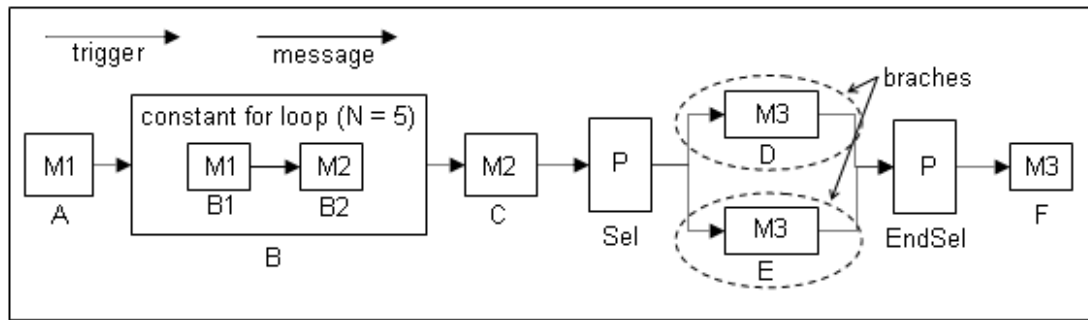 trigger
message
braches
constant for loop (N = 5)
M1
M1
M2
M2
P
M3
M3
P
M3
A
B1
B2
B
C
Sel
D
E
EndSel
F